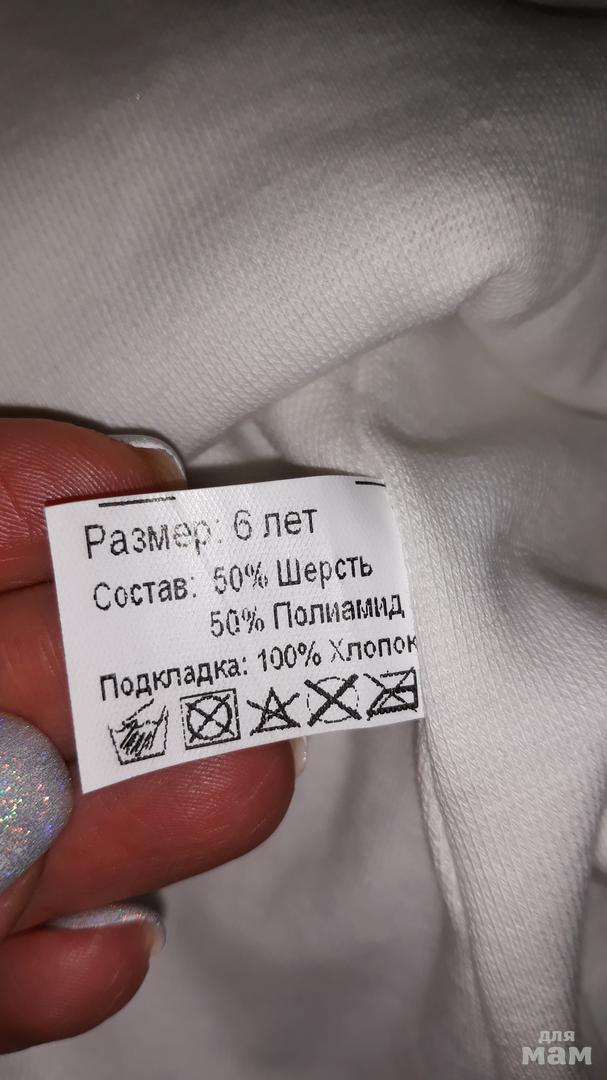 Размер: 6 лет
Состав: 50% Шерсть
50% Полиамид
Подкладка: 100% Хлопок
для
мам